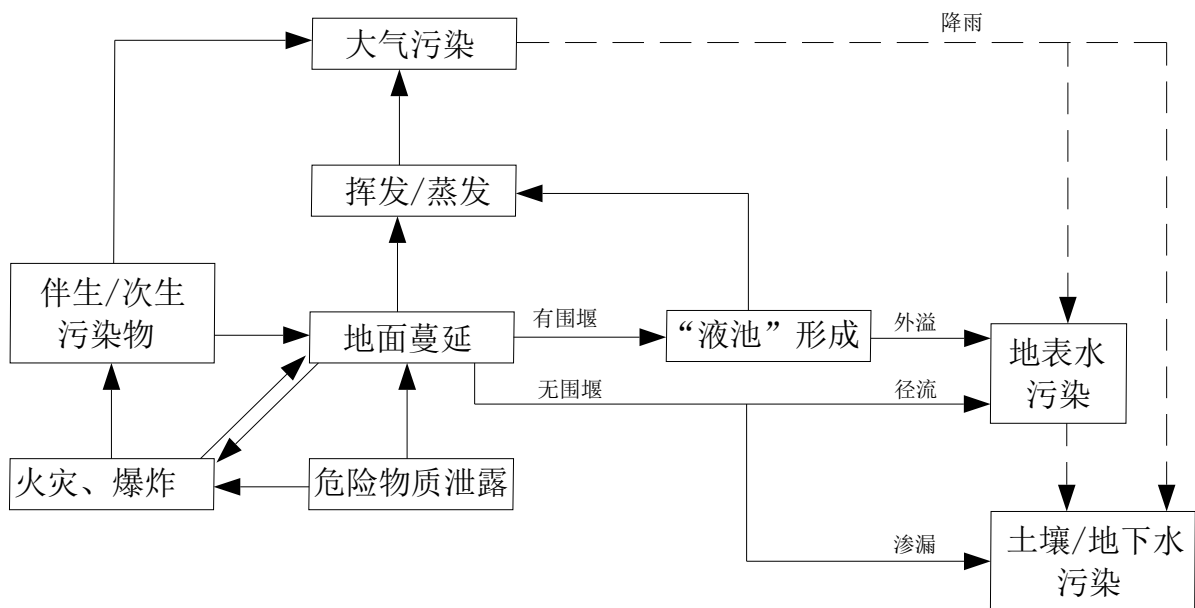 降雨
大气污染
挥发/蒸发
伴生/次生
污染物
地面蔓延
有围堰
“液池”形成
外溢
地表水
污染
无围堰
径流
火灾、爆炸
危险物质泄露
渗漏
土壤/地下水
污染